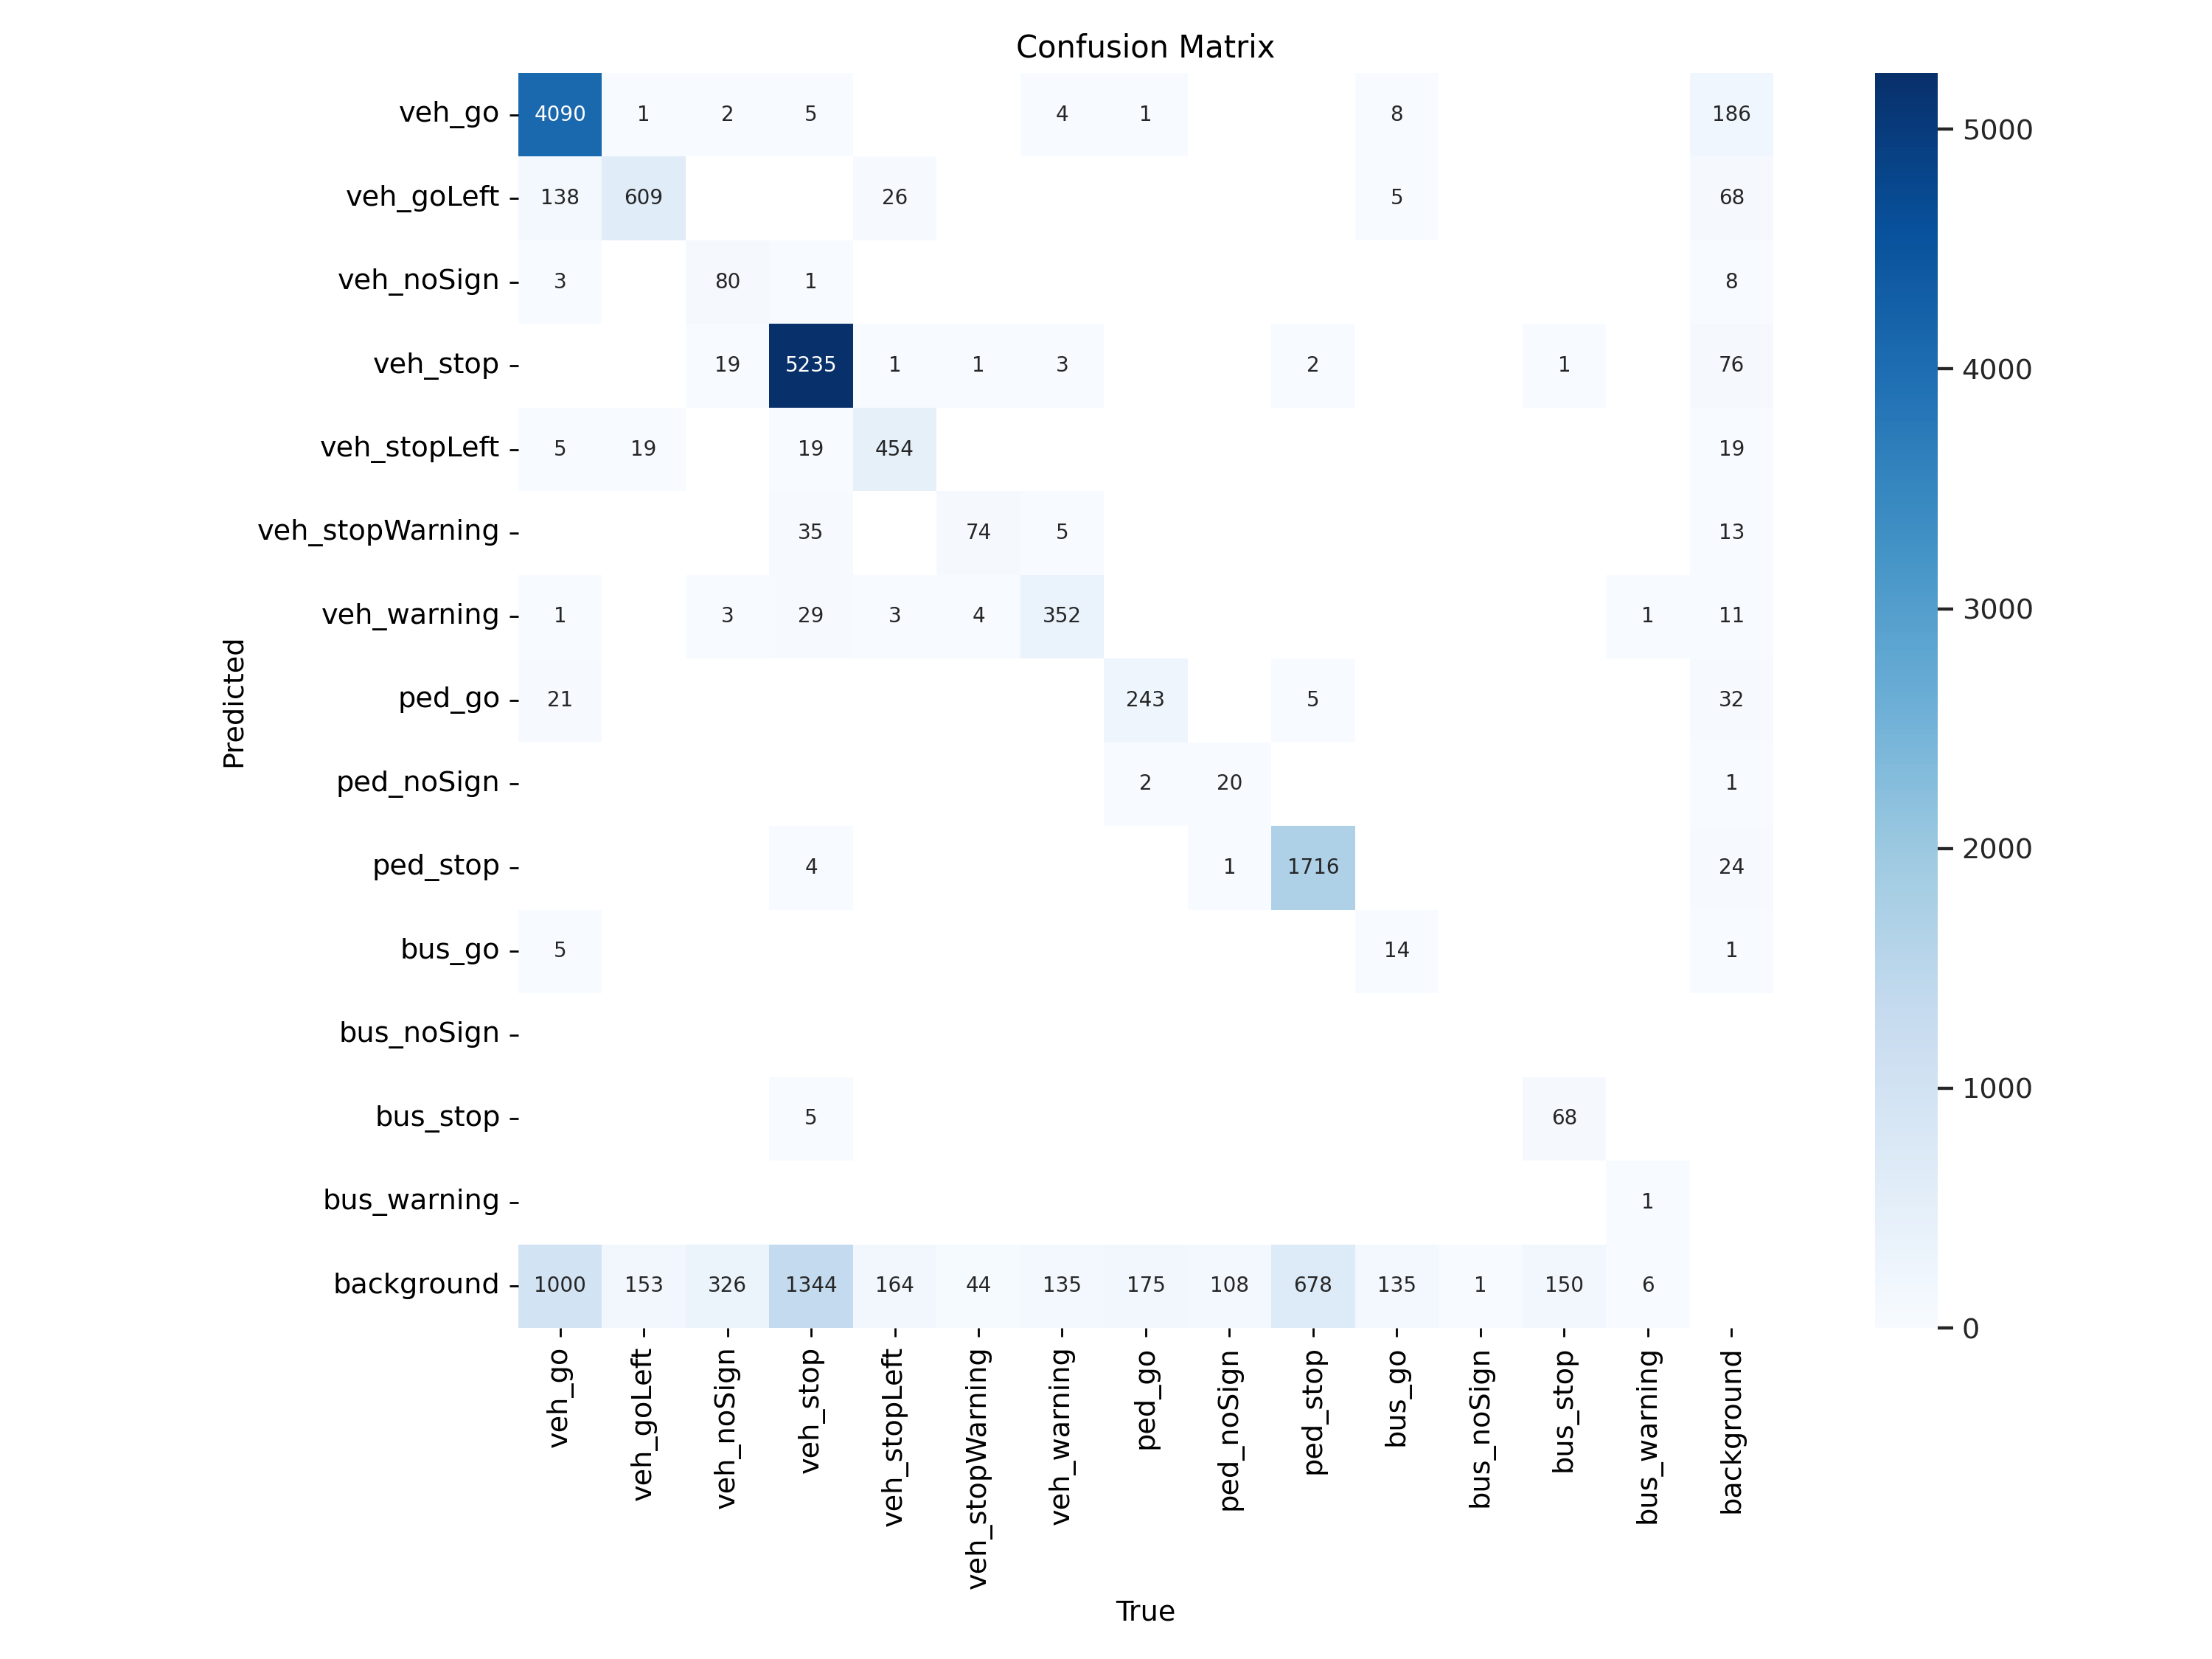 Confusion Matrix
veh_go 4090 1 2 5 4 1 8 186
veh_goLeft 138 609 26 5 68
veh_noSign 3 80 1 8
veh_stop 19 5235 1 1 3 2 1 76
veh_stopLeft 5 19 19 454 19
veh_stopWarning 35 74 5 13
veh_warning 1 3 29 3 4 352 1 11
ped_go 21 243 5 32
ped_noSign 2 20 1
ped_stop 4 1 1716 24
bus_go 5 14 1
bus_noSign
bus_stop 5 68
bus_warning 1
background 1000 153 326 1344 164 44 135 175 108 678 135 1 150 6
Predicted
veh_go
veh_goLeft
veh_noSign
veh_stop
veh_stopLeft
veh_stopWarning
veh_warning
ped_go
ped_noSign
ped_stop
bus_go
bus_noSign
bus_stop
bus_warning
background
True
5000
4000
3000
2000
1000
0